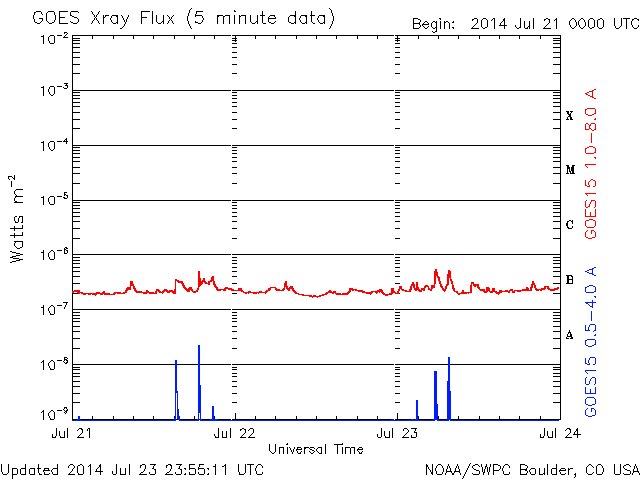 GOES Xray Flux (5 minute data)
Begin: 2014 Jul 21 0000 UTC
10-2
10-3
10-4
10-5
10-6
10-7
10-8
10-9
Watts m-2
X
M
C
B
A
GOES15 1.0-8.0 A
GOES15 0.5-4.0 A
Jul 21 Jul 22 Jul 23 Jul 24
Universal Time
Updated 2014 Jul 23 23:55:11 UTC
NOAA/SWPC Boulder, CO USA